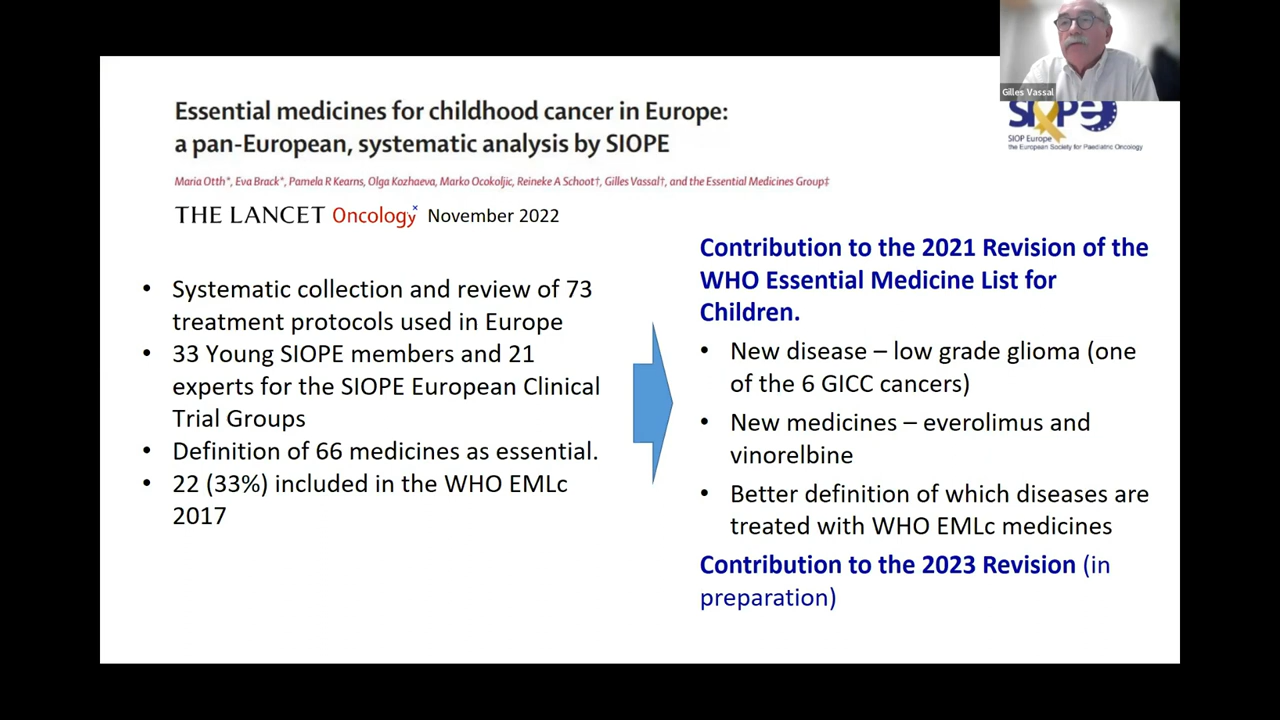 Gilles Vassal
Essential medicines for childhood cancer in Europe:
a pan-European, systematic analysis by SIOPE
SIOP Europe
the European Society for Paediatric Oncology
Maria Otth*, Eva Brack*, Pamela R Kearns, Olga Kozhaeva, Marko Ocokoljic, Reineke A Schoot†, Gilles Vassal†, and the Essential Medicines Group‡
THE LANCET Oncology× November 2022
• Systematic collection and review of 73
treatment protocols used in Europe
• 33 Young SIOPE members and 21
experts for the SIOPE European Clinical
Trial Groups
• Definition of 66 medicines as essential.
• 22 (33%) included in the WHO EMLc
2017
Contribution to the 2021 Revision of the
WHO Essential Medicine List for
Children.
• New disease – low grade glioma (one
of the 6 GICC cancers)
• New medicines – everolimus and
vinorelbine
• Better definition of which diseases are
treated with WHO EMLc medicines
Contribution to the 2023 Revision (in
preparation)